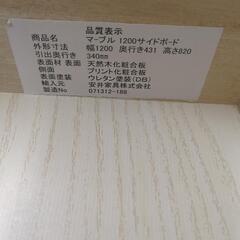 品質表示
商品名 マーブル 1200サイドボード
外形寸法 幅1200 奥行き431 高さ820
引出奥行き 340mm
表面材 表面 天然木化粧合板
側面 プリント化粧合板
表面塗装 ウレタン塗装(DB)
輸入元 安井家具株式会社
製造No 071312-188